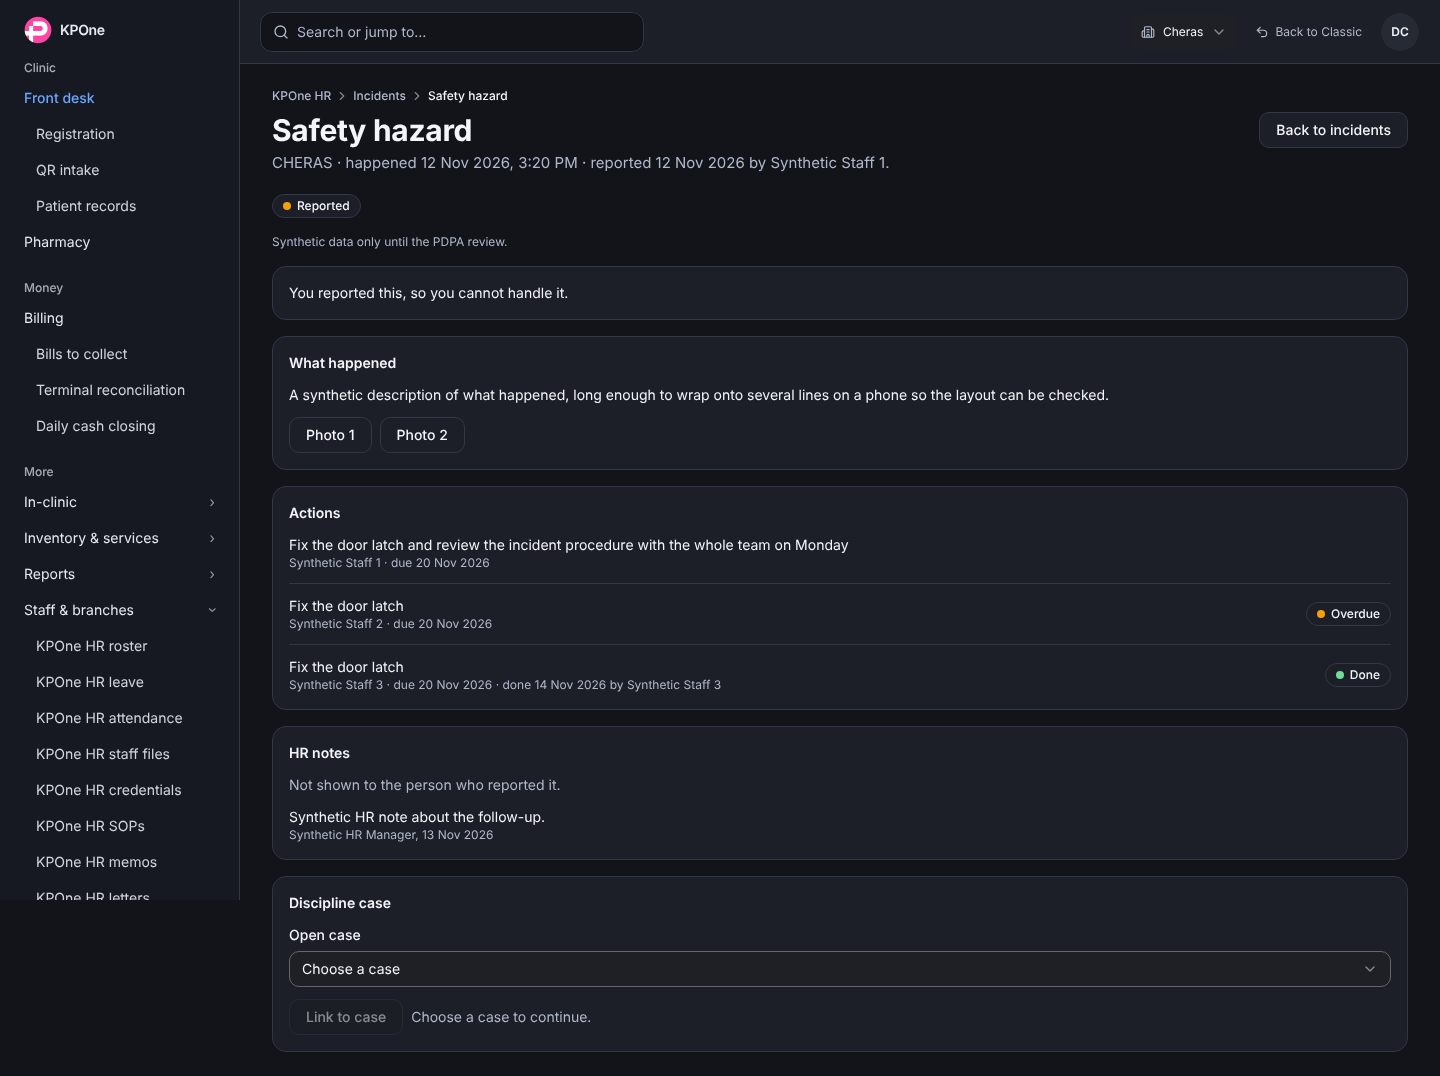 KPOne
Clinic
Front desk
Registration
QR intake
Patient records
Pharmacy
Money
Billing
Bills to collect
Terminal reconciliation
Daily cash closing
More
In-clinic
Inventory & services
Reports
Staff & branches
KPOne HR roster
KPOne HR leave
KPOne HR attendance
KPOne HR staff files
KPOne HR credentials
KPOne HR SOPs
KPOne HR memos
KPOne HR letters
Search or jump to...
Cheras
Back to Classic
DC
KPOne HR > Incidents > Safety hazard
Safety hazard
Back to incidents
CHERAS · happened 12 Nov 2026, 3:20 PM · reported 12 Nov 2026 by Synthetic Staff 1.
Reported
Synthetic data only until the PDPA review.
You reported this, so you cannot handle it.
What happened
A synthetic description of what happened, long enough to wrap onto several lines on a phone so the layout can be checked.
Photo 1
Photo 2
Actions
Fix the door latch and review the incident procedure with the whole team on Monday
Synthetic Staff 1 · due 20 Nov 2026
Fix the door latch
Synthetic Staff 2 · due 20 Nov 2026
Overdue
Fix the door latch
Synthetic Staff 3 · due 20 Nov 2026 · done 14 Nov 2026 by Synthetic Staff 3
Done
HR notes
Not shown to the person who reported it.
Synthetic HR note about the follow-up.
Synthetic HR Manager, 13 Nov 2026
Discipline case
Open case
Choose a case
Link to case
Choose a case to continue.